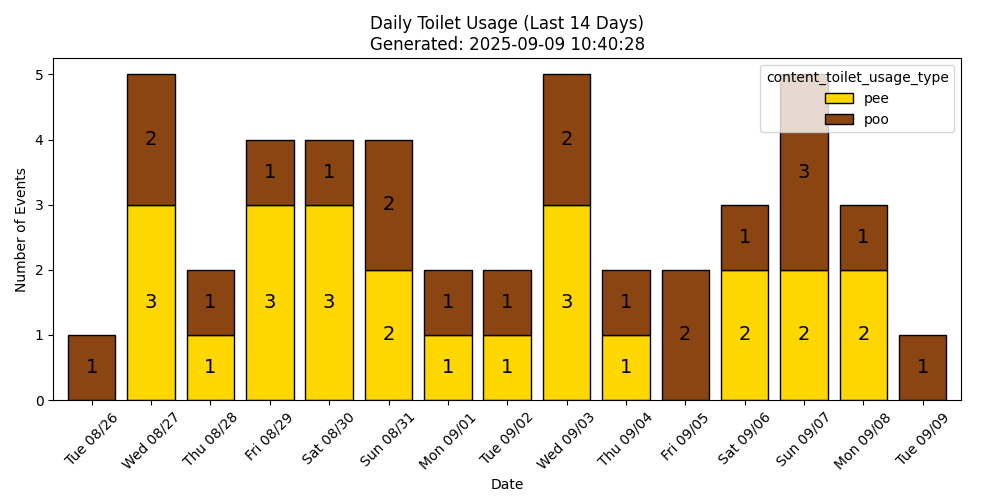 Daily Toilet Usage (Last 14 Days)
Generated: 2025-09-09 10:40:28
content_toilet_usage_type
pee
poo
Number of Events
5
4
3
2
1
0
1
3
2
1
1
3
1
3
1
2
2
1
1
1
1
3
2
1
1
2
2
1
2
3
2
1
1
Tue 08/26
Wed 08/27
Thu 08/28
Fri 08/29
Sat 08/30
Sun 08/31
Mon 09/01
Tue 09/02
Wed 09/03
Thu 09/04
Fri 09/05
Sat 09/06
Sun 09/07
Mon 09/08
Tue 09/09
Date